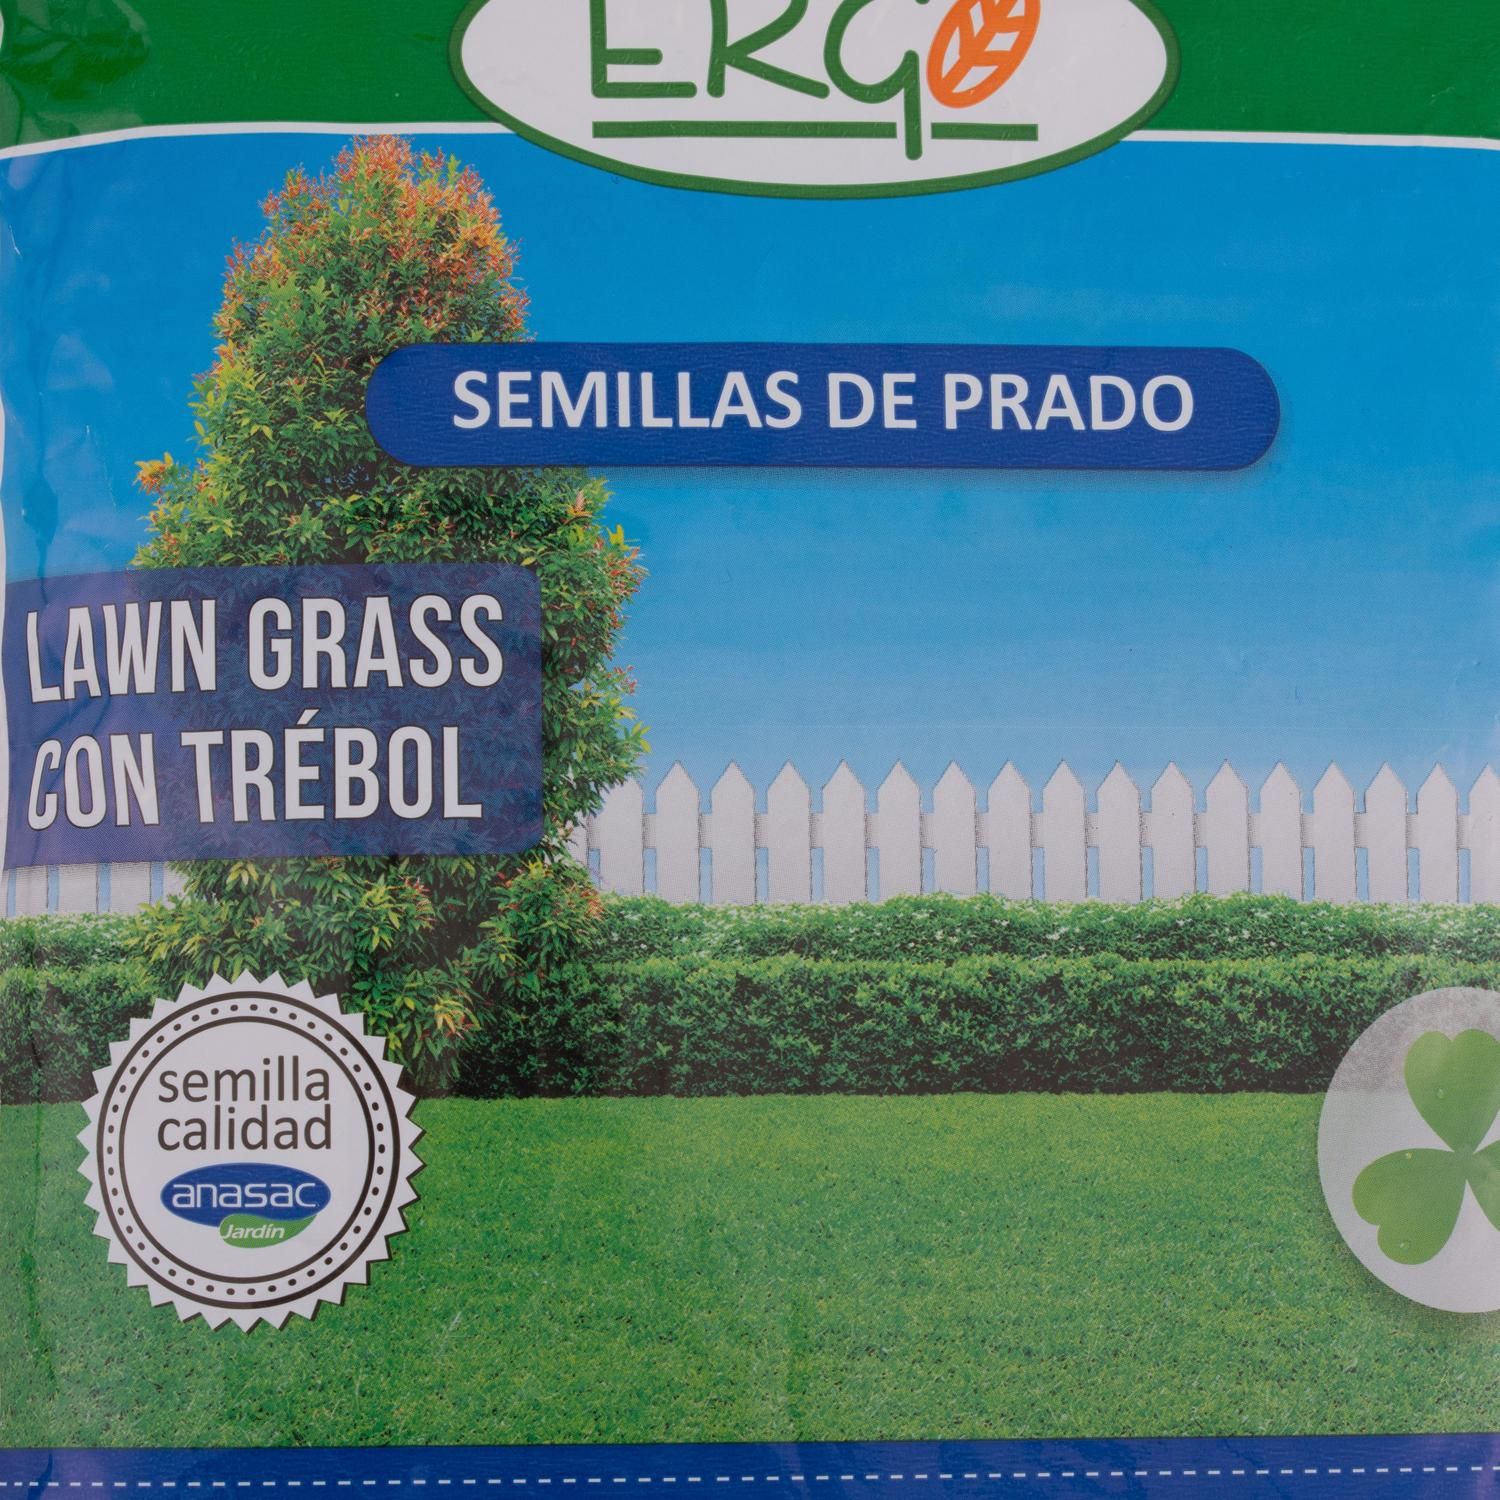 ERGO
SEMILLAS DE PRADO
LAWN GRASS
CON TRÉBOL
semilla
calidad
anasac
Jardín